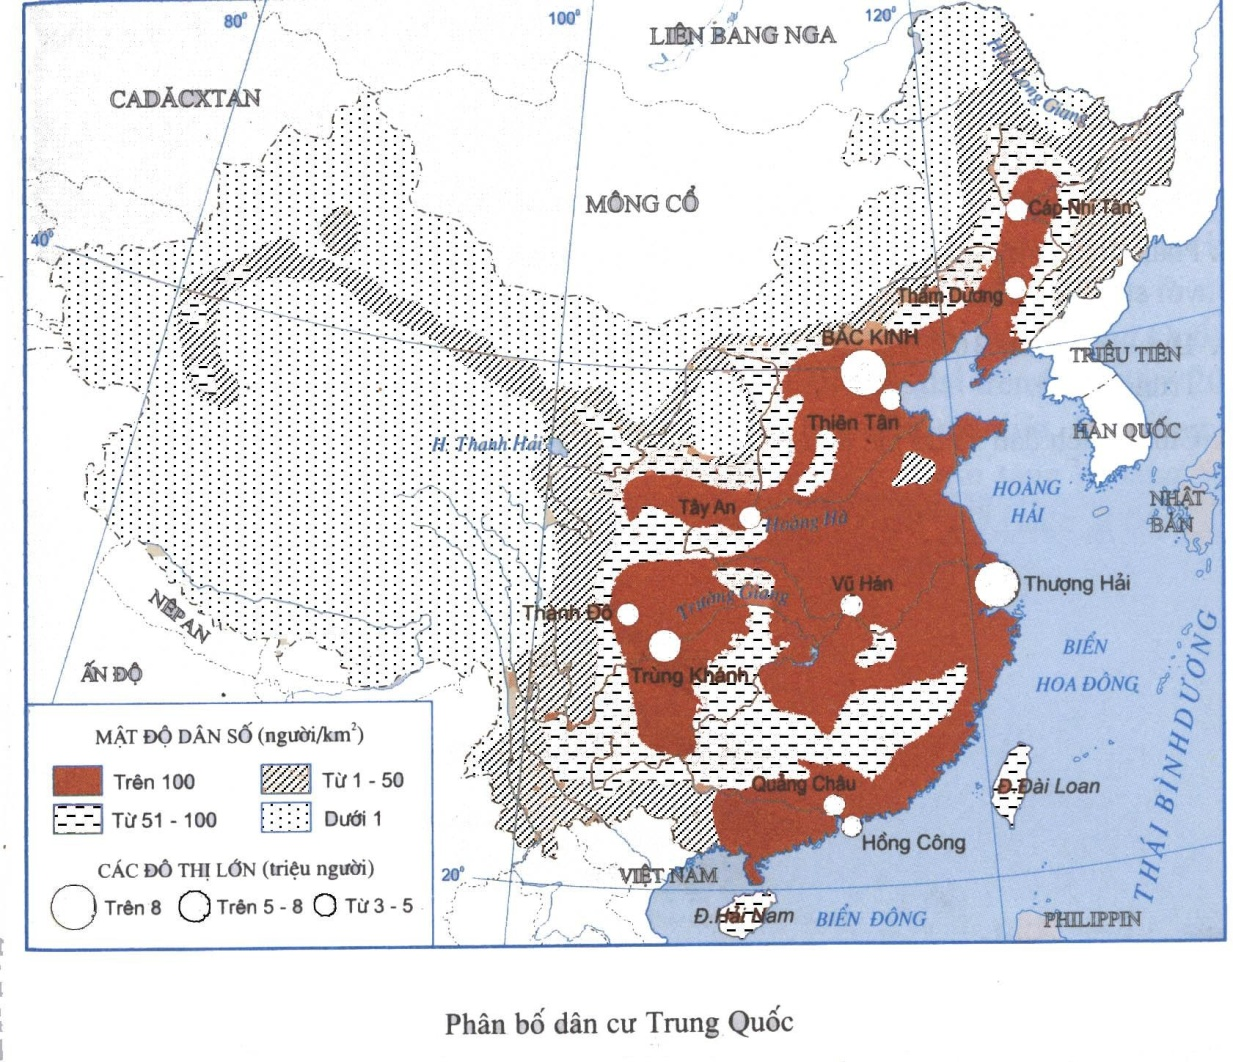 80°
100°
120°
LIÊN BANG NGA
CADĂCXTAN
Hắc Long Giang
MÔNG CỔ
Cáp Nhĩ Tân
40°
Thẩm Dương
BẮC KINH
TRIỀU TIÊN
Thiên Tân
HÀN QUỐC
H. Thanh Hải
HOÀNG
HẢI
NHẬT
BẢN
Tây An
Hoàng Hà
Vũ Hán
Thượng Hải
Trường Giang
Thành Đô
NÊPAN
BIỂN
HOA ĐÔNG
ẤN ĐỘ
Trùng Khánh
THÁI BÌNH DƯƠNG
Quảng Châu
Đ.Đài Loan
Hồng Công
20°
VIỆT NAM
Đ.Hải Nam
BIỂN ĐÔNG
PHILIPPIN
MẬT ĐỘ DÂN SỐ (người/km²)
Trên 100
Từ 1 - 50
Từ 51 - 100
Dưới 1
CÁC ĐÔ THỊ LỚN (triệu người)
Trên 8
Trên 5 - 8
Từ 3 - 5
Phân bố dân cư Trung Quốc